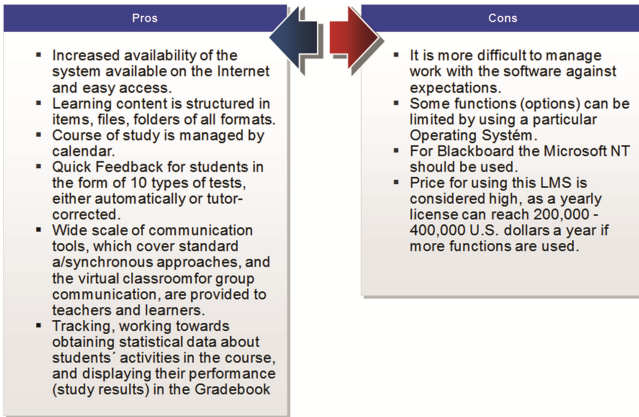 Pros
Increased availability of the
system available on the Internet
and easy access.
Learning content is structured in
items, files, folders of all formats.
Course of study is managed by
calendar.
Quick Feedback for students in
the form of 10 types of tests,
either automatically or tutor-
corrected.
Wide scale of communication
tools, which cover standard
a/synchronous approaches, and
the virtual classroomfor group
communication, are provided to
teachers and learners.
Tracking, working towards
obtaining statistical data about
students´ activities in the course,
and displaying their performance
(study results) in the Gradebook
Cons
It is more difficult to manage
work with the software against
expectations.
Some functions (options) can be
limited by using a particular
Operating Systém.
For Blackboard the Microsoft NT
should be used.
Price for using this LMS is
considered high, as a yearly
license can reach 200,000 -
400,000 U.S. dollars a year if
more functions are used.